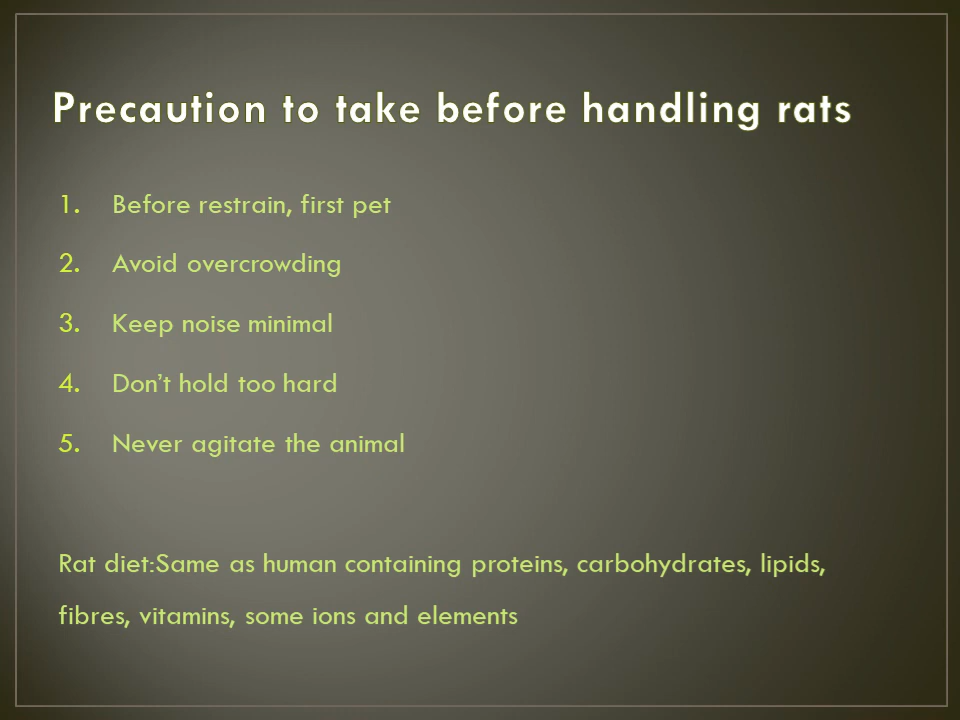 Precaution to take before handling rats
1. Before restrain, first pet
2. Avoid overcrowding
3. Keep noise minimal
4. Don’t hold too hard
5. Never agitate the animal
Rat diet:Same as human containing proteins, carbohydrates, lipids,
fibres, vitamins, some ions and elements